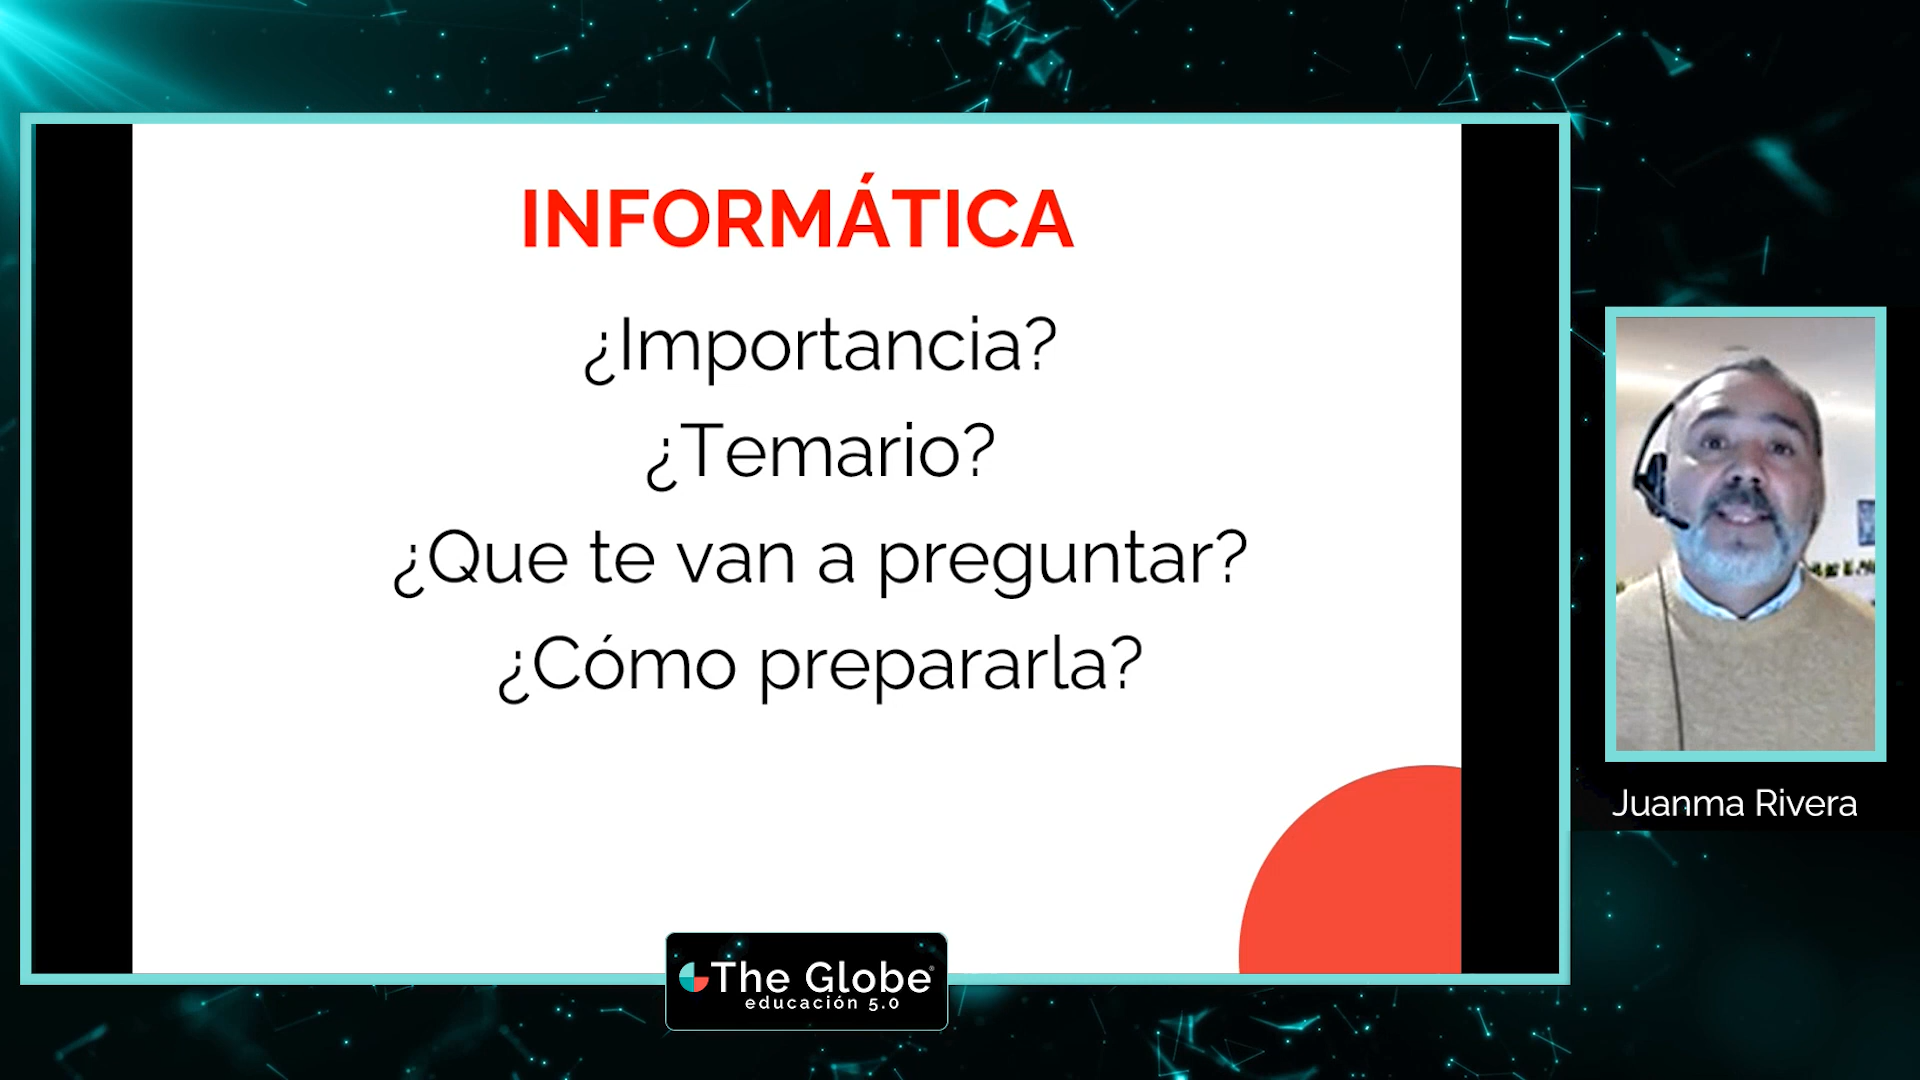 INFORMÁTICA
¿Importancia?
¿Temario?
¿Que te van a preguntar?
¿Cómo prepararla?
Juanma Rivera
The Globe®
educación 5.0